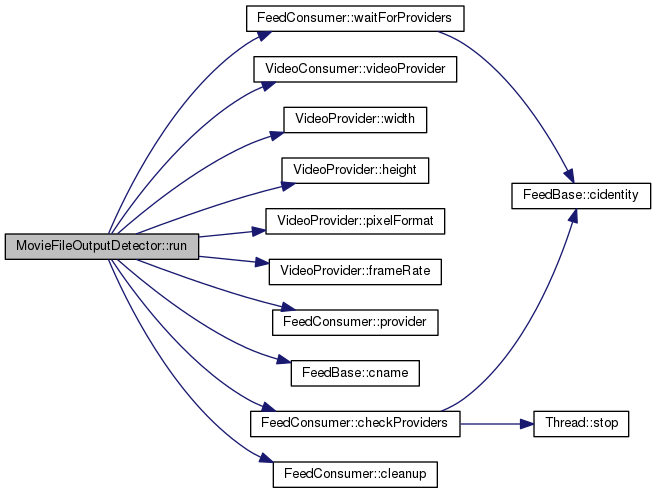 FeedConsumer::waitForProviders
VideoConsumer::videoProvider
VideoProvider::width
VideoProvider::height
FeedBase::cidentity
VideoProvider::pixelFormat
MovieFileOutputDetector::run
VideoProvider::frameRate
FeedConsumer::provider
FeedBase::cname
FeedConsumer::checkProviders
Thread::stop
FeedConsumer::cleanup